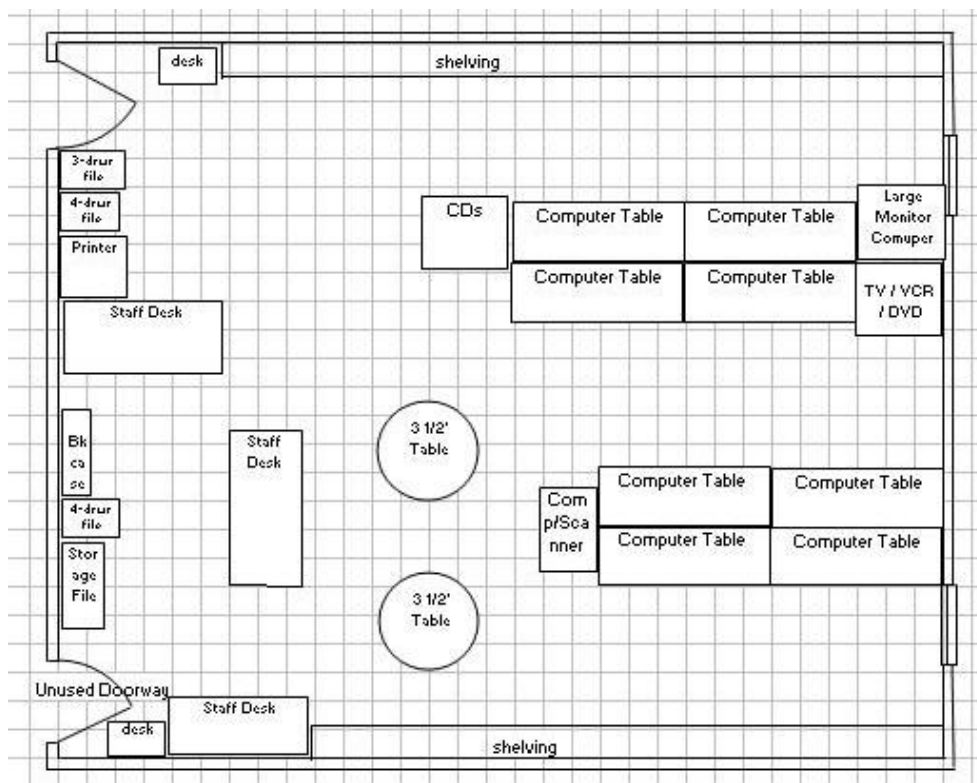 desk
shelving
3-drwr
file
4-drwr
file
Printer
Staff Desk
CDs
Computer Table
Computer Table
Large
Monitor
Comuper
Computer Table
Computer Table
TV / VCR
/ DVD
Bk
ca
se
Staff
Desk
3 1/2'
Table
4-drwr
file
Stor
age
File
Com
p/Sca
nner
Computer Table
Computer Table
Computer Table
Computer Table
3 1/2'
Table
Unused Doorway
desk
Staff Desk
shelving